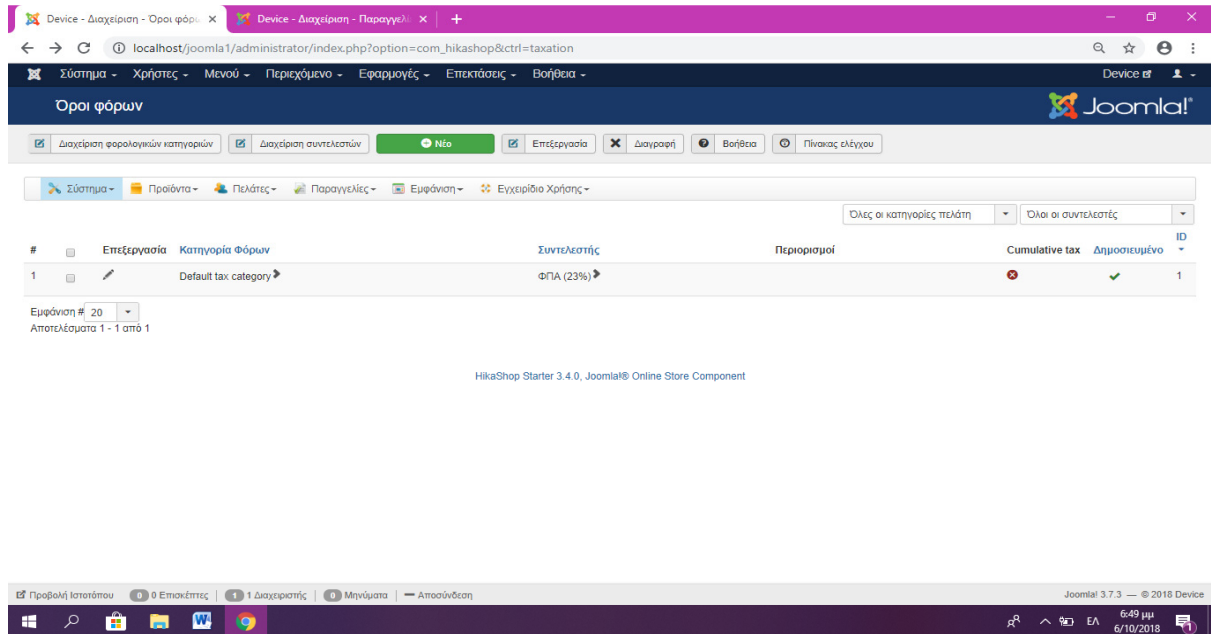 Device - Διαχείριση - Όροι φόρω Device - Διαχείριση - Παραγγελί
localhost/joomla1/administrator/index.php?option=com_hikashop&ctrl=taxation
Σύστημα Χρήστες Μενού Περιεχόμενο Εφαρμογές Επεκτάσεις Βοήθεια Device
Όροι φόρων Joomla!®
Διαχείριση φορολογικών κατηγοριών Διαχείριση συντελεστών Νέο Επεξεργασία Διαγραφή Βοήθεια Πίνακας ελέγχου
Σύστημα Προϊόντα Πελάτες Παραγγελίες Εμφάνιση Εγχειρίδιο Χρήσης
Όλες οι κατηγορίες πελάτη Όλοι οι συντελεστές
# Επεξεργασία Κατηγορία Φόρων Συντελεστής Περιορισμοί Cumulative tax Δημοσιευμένο ID
1 Default tax category ΦΠΑ (23%) 1
Εμφάνιση # 20
Αποτελέσματα 1 - 1 από 1
HikaShop Starter 3.4.0, Joomla!® Online Store Component
Προβολή Ιστοτόπου 0 0 Επισκέπτες | 1 1 Διαχειριστής | 0 Μηνύματα | Αποσύνδεση Joomla! 3.7.3 — © 2018 Device
ΕΛ 6:49 μμ
6/10/2018